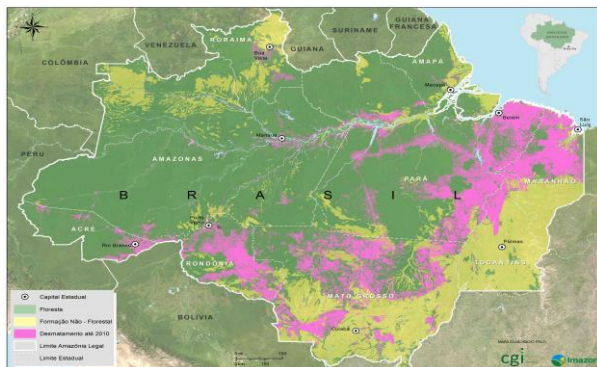 GUIANA
FRANCESA
SURINAME
VENEZUELA
GUIANA
RORAIMA
COLÔMBIA
Boa
Vista
AMAPÁ
Macapá
Belém
São
Luís
Manaus
PERU
AMAZONAS
PARÁ
MARANHÃO
B R A S I L
ACRE
Porto
Rio Branco
Palmas
RONDÔNIA
TOCANTINS
MATO GROSSO
Cuiabá
BOLÍVIA
Capital Estadual
Floresta
Formação Não - Florestal
Desmatamento até 2010
Limite Amazônia Legal
Limite Estadual
cgi
Imazon